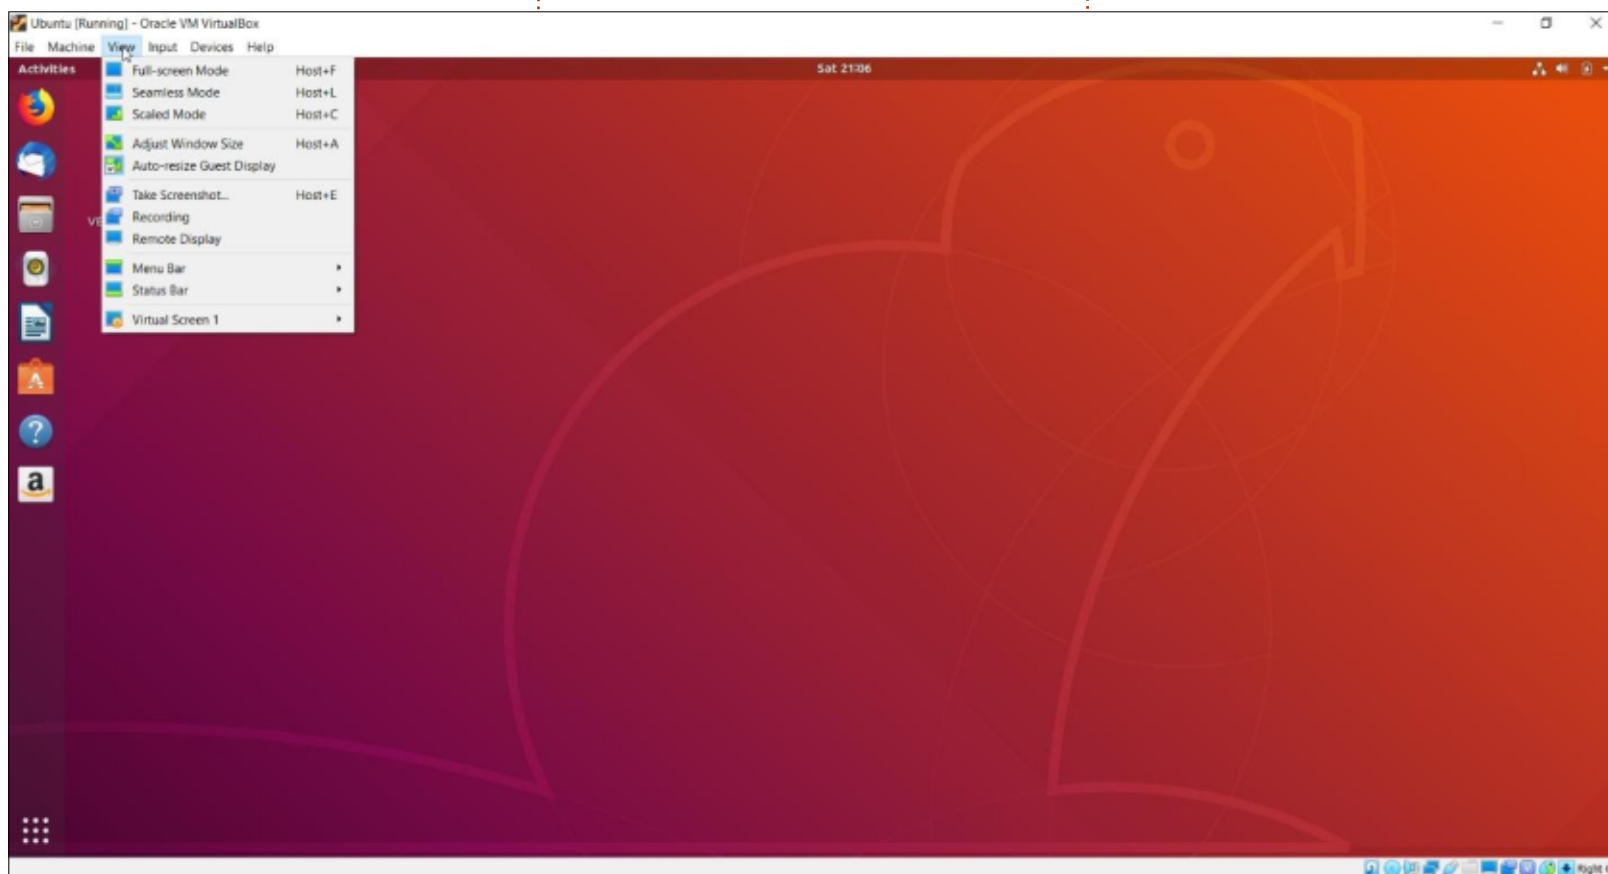 Ubuntu [Running] - Oracle VM VirtualBox
File Machine View Input Devices Help
Activities
Sat 21:06
Full-screen Mode Host+F
Seamless Mode Host+L
Scaled Mode Host+C
Adjust Window Size Host+A
Auto-resize Guest Display
Take Screenshot... Host+E
VE
Recording
Remote Display
Menu Bar
Status Bar
Virtual Screen 1
a
Right